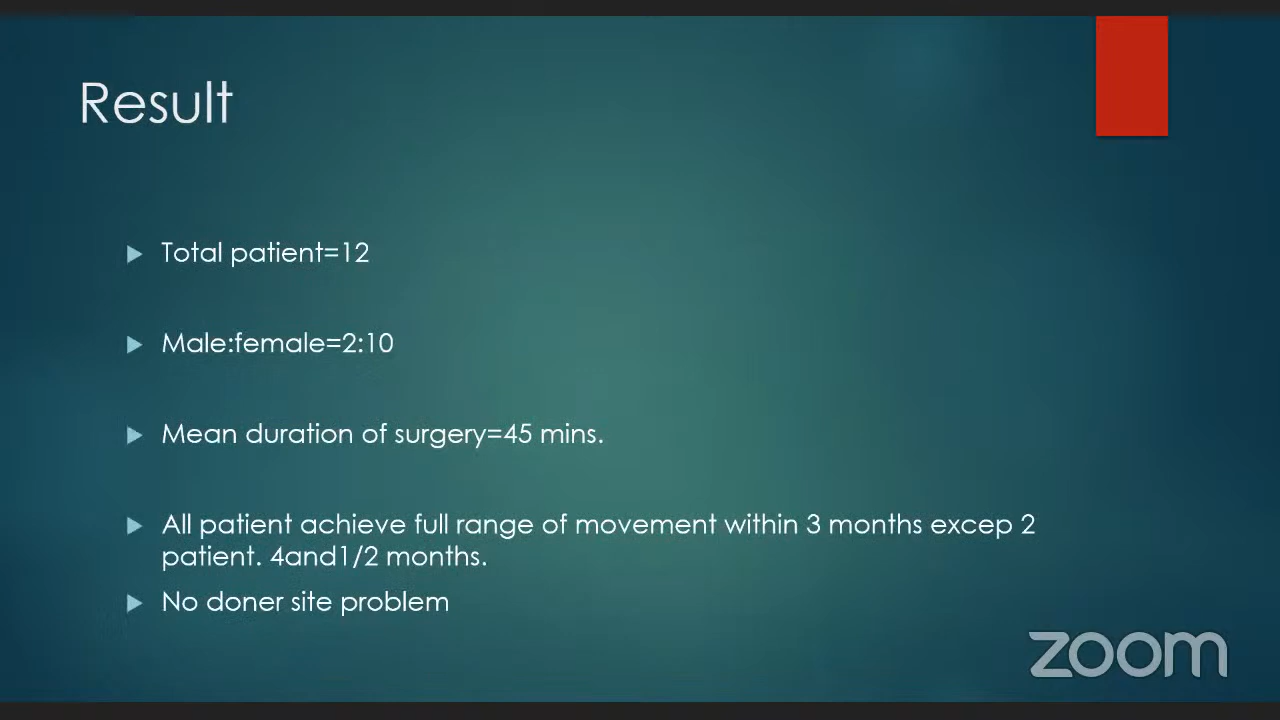 Result
Total patient=12
Male:female=2:10
Mean duration of surgery=45 mins.
All patient achieve full range of movement within 3 months excep 2
patient. 4and1/2 months.
No doner site problem
zoom